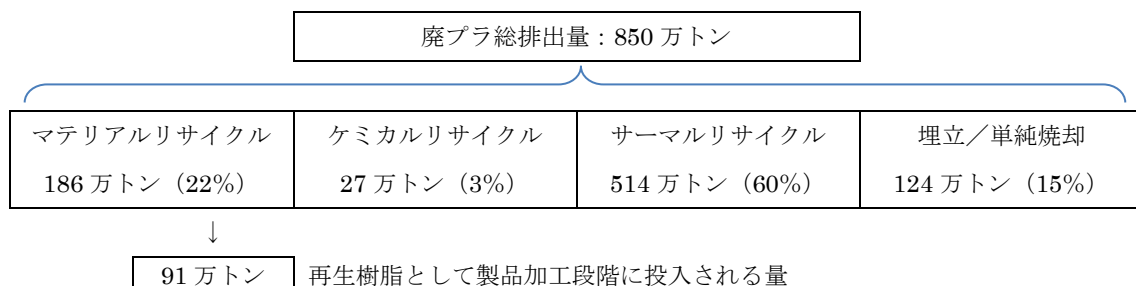 廃プラ総排出量：850 万トン
マテリアルリサイクル
186 万トン（22%）
ケミカルリサイクル
27 万トン（3%）
サーマルリサイクル
514 万トン（60%）
埋立／単純焼却
124 万トン（15%）
↓
91 万トン 再生樹脂として製品加工段階に投入される量